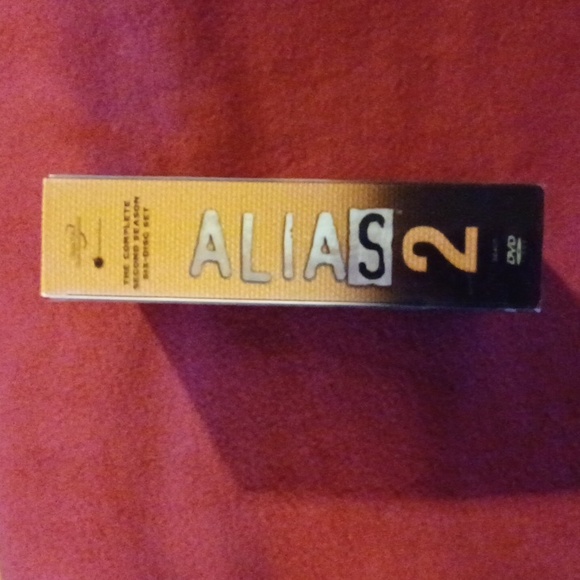 THE COMPLETE
SECOND SEASON
SIX-DISC SET
ALIAS
2
DVD